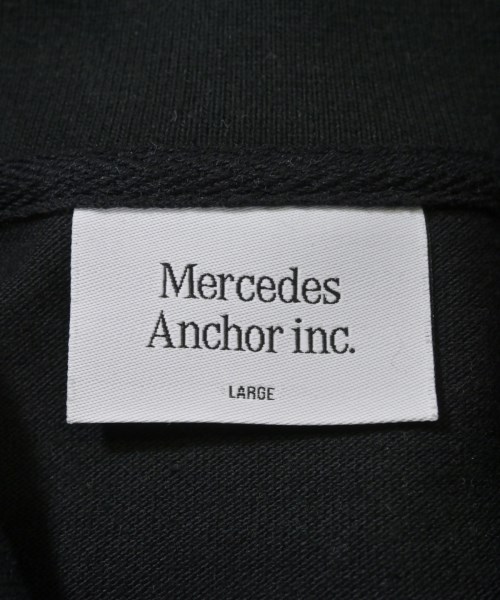 Mercedes
Anchor inc.
LARGE